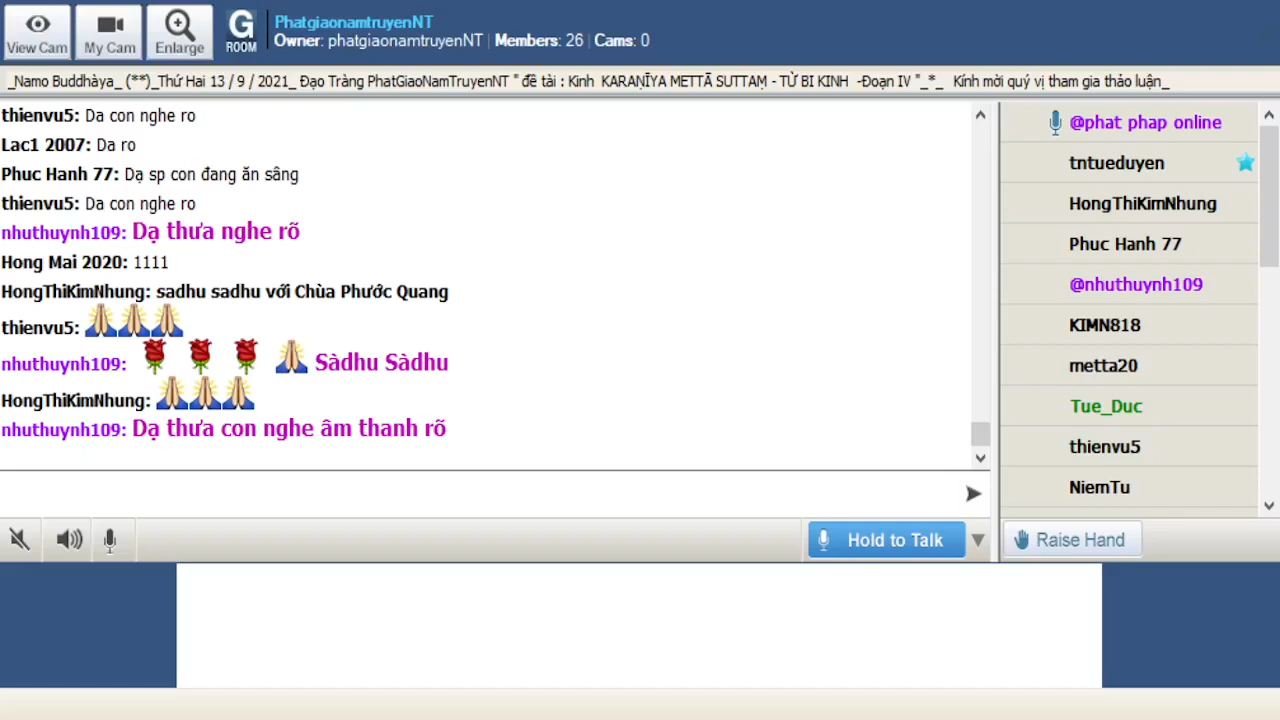 View Cam
My Cam
Enlarge
G
ROOM
PhatgiaonamtruyenNT
Owner: phatgiaonamtruyenNT | Members: 26 | Cams: 0
_Namo Buddhàya_ (**)_Thứ Hai 13 / 9 / 2021_ Đạo Tràng PhatGiaoNamTruyenNT " đề tài : Kinh KARAṆĪYA METTĀ SUTTAṂ - TỪ BI KINH -Đoạn IV "_*_ Kính mời quý vị tham gia thảo luận_
thienvu5: Da con nghe ro
Lac1 2007: Da ro
Phuc Hanh 77: Dạ sp con đang ăn sâng
thienvu5: Da con nghe ro
nhuthuynh109: Dạ thưa nghe rõ
Hong Mai 2020: 1111
HongThiKimNhung: sadhu sadhu với Chùa Phước Quang
thienvu5: 🙏🙏🙏
nhuthuynh109: 🌹 🌹 🌹 🙏 Sàdhu Sàdhu
HongThiKimNhung: 🙏🙏🙏
nhuthuynh109: Dạ thưa con nghe âm thanh rõ
@phat phap online
tntueduyen
HongThiKimNhung
Phuc Hanh 77
@nhuthuynh109
KIMN818
metta20
Tue_Duc
thienvu5
NiemTu
Hold to Talk
Raise Hand